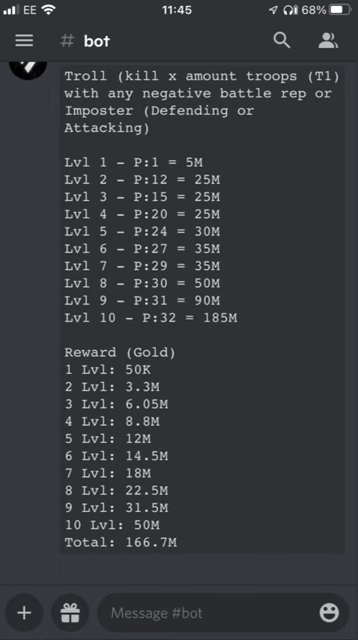 EE 11:45 68%
# bot
Troll (kill x amount troops (T1)
with any negative battle rep or
Imposter (Defending or
Attacking)
Lvl 1 - P:1 = 5M
Lvl 2 - P:12 = 25M
Lvl 3 - P:15 = 25M
Lvl 4 - P:20 = 25M
Lvl 5 - P:24 = 30M
Lvl 6 - P:27 = 35M
Lvl 7 - P:29 = 35M
Lvl 8 - P:30 = 50M
Lvl 9 - P:31 = 90M
Lvl 10 - P:32 = 185M
Reward (Gold)
1 Lvl: 50K
2 Lvl: 3.3M
3 Lvl: 6.05M
4 Lvl: 8.8M
5 Lvl: 12M
6 Lvl: 14.5M
7 Lvl: 18M
8 Lvl: 22.5M
9 Lvl: 31.5M
10 Lvl: 50M
Total: 166.7M
Message #bot